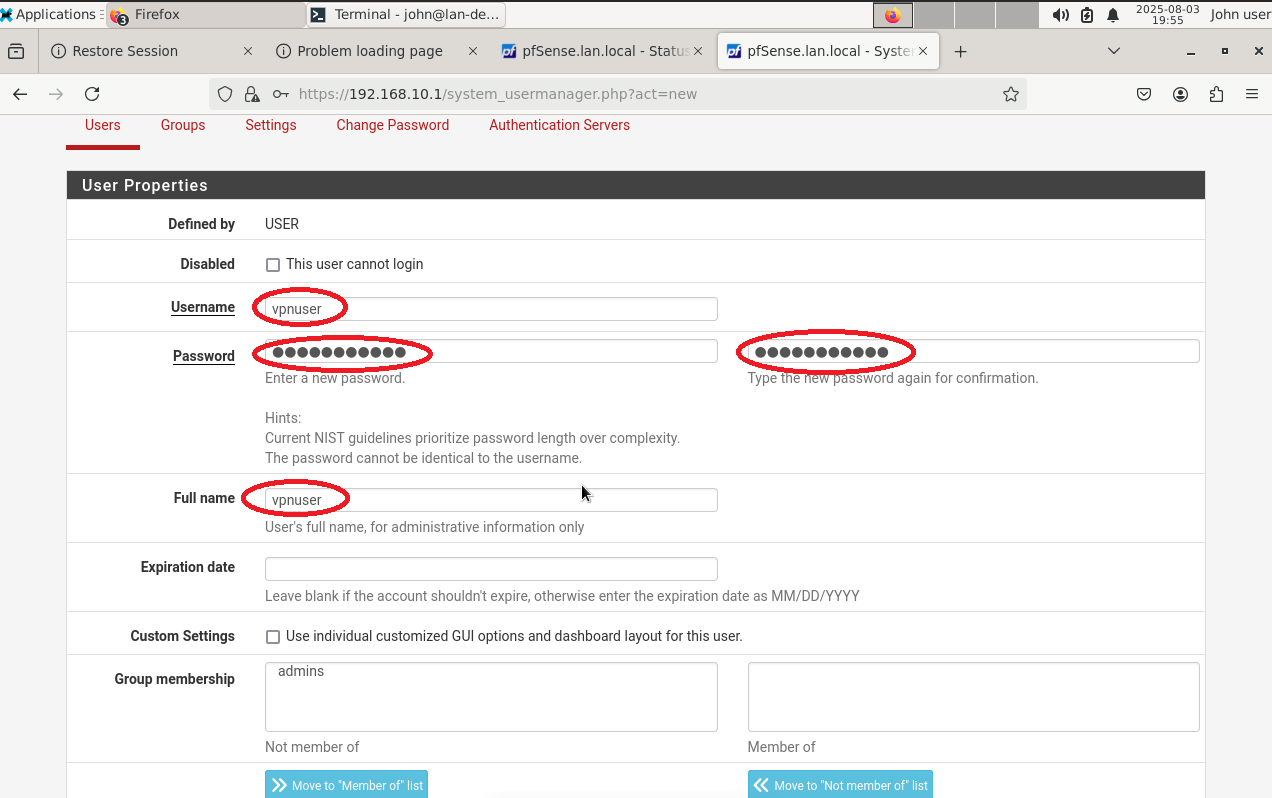 Applications
3 Firefox
Terminal - john@lan-de...
2025-08-03
19:55
John user
Restore Session
Problem loading page
pfSense.lan.local - Status
pfSense.lan.local - System
https://192.168.10.1/system_usermanager.php?act=new
Users Groups Settings Change Password Authentication Servers
User Properties
Defined by USER
Disabled This user cannot login
Username vpnuser
Password ●●●●●●●●●●● ●●●●●●●●●●●
Enter a new password. Type the new password again for confirmation.
Hints:
Current NIST guidelines prioritize password length over complexity.
The password cannot be identical to the username.
Full name vpnuser
User's full name, for administrative information only
Expiration date
Leave blank if the account shouldn't expire, otherwise enter the expiration date as MM/DD/YYYY
Custom Settings Use individual customized GUI options and dashboard layout for this user.
Group membership admins
Not member of Member of
Move to "Member of" list Move to "Not member of" list